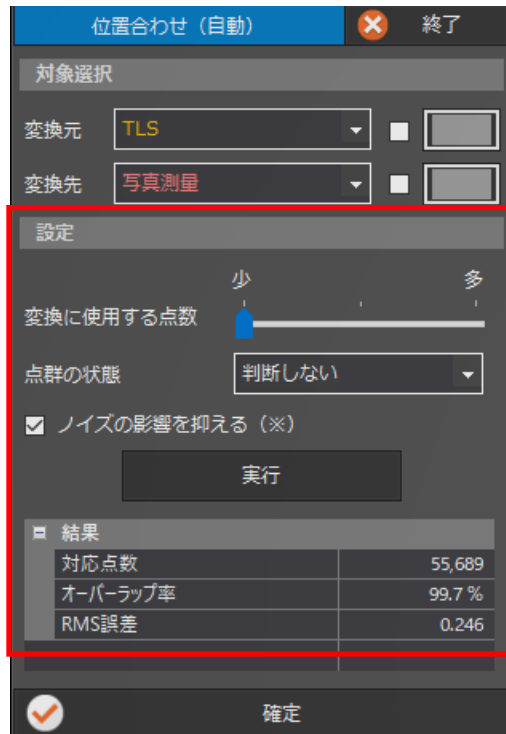 位置合わせ（自動） 終了
対象選択
変換元 TLS
変換先 写真測量
設定
少 多
変換に使用する点数
点群の状態 判断しない
ノイズの影響を抑える（※）
実行
結果
対応点数 55,689
オーバーラップ率 99.7 %
RMS誤差 0.246
確定